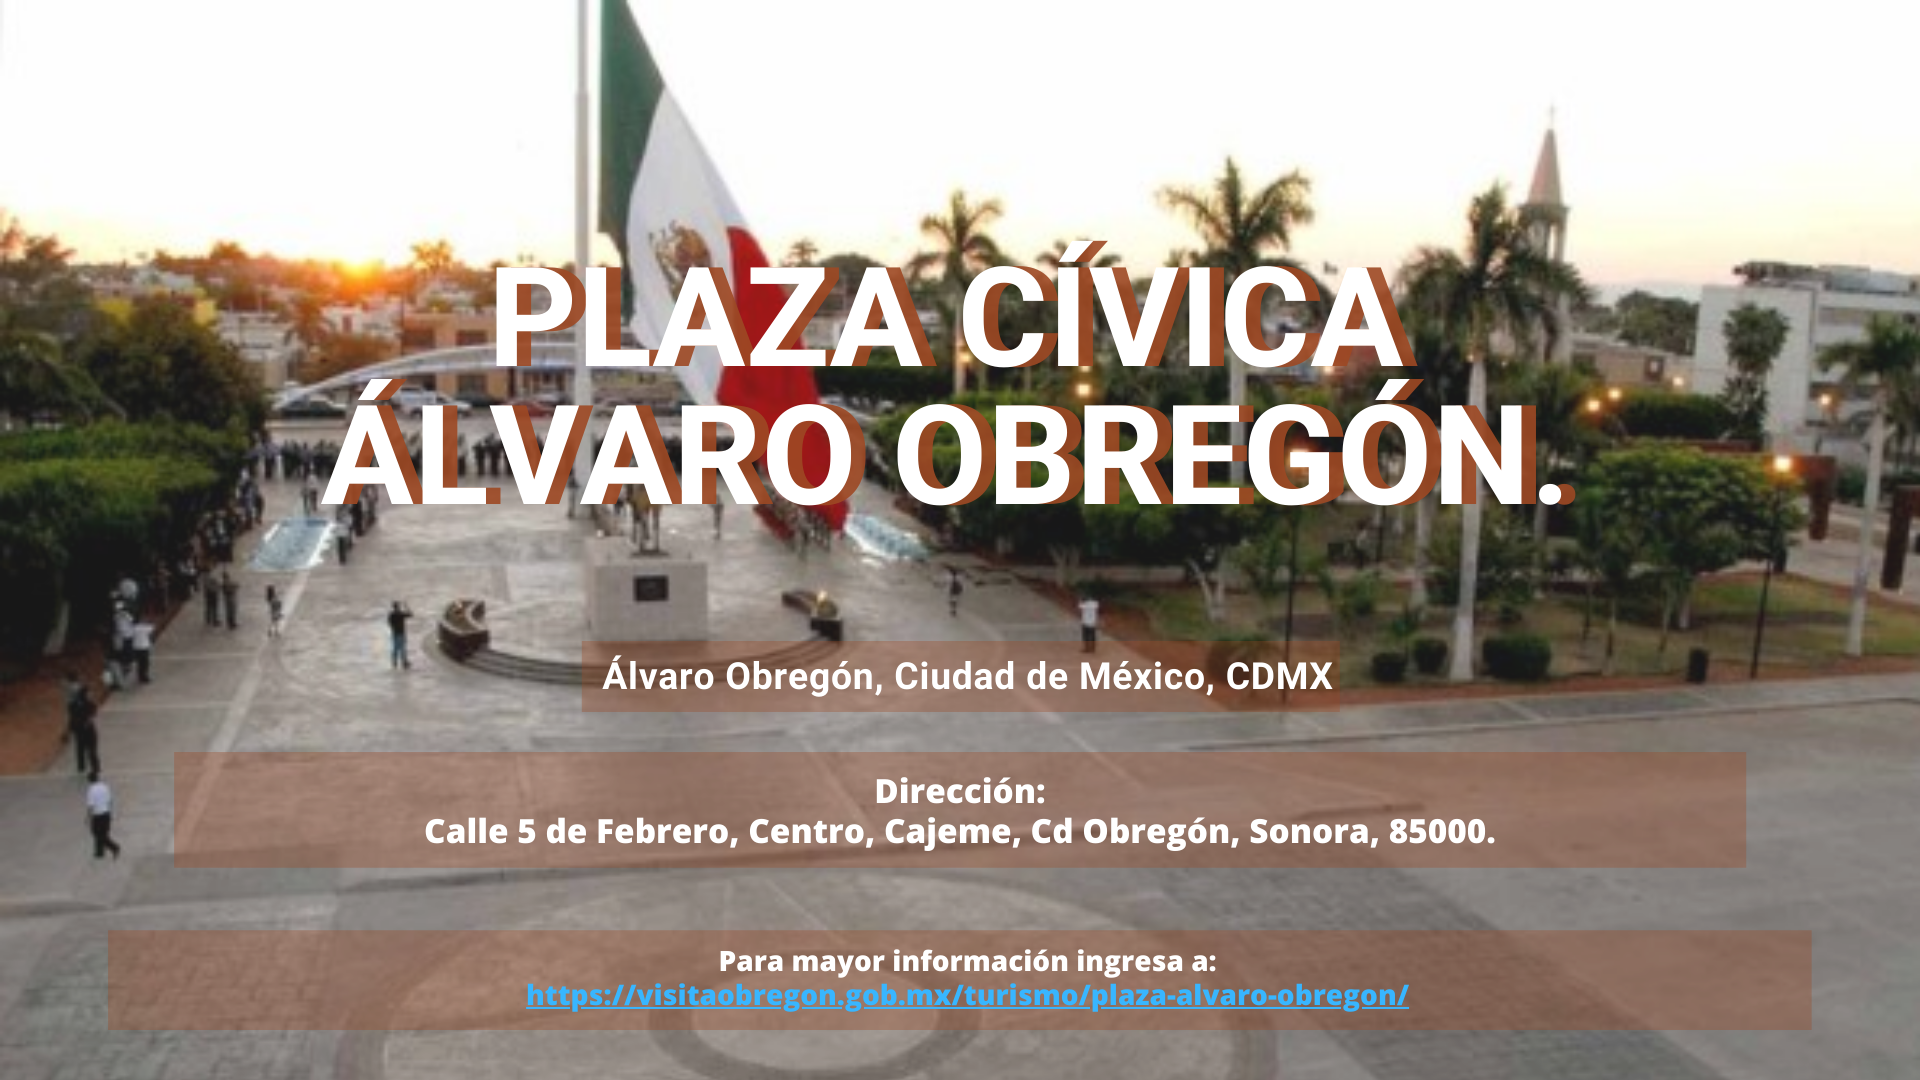 PLAZA CÍVICA
ÁLVARO OBREGÓN.
Álvaro Obregón, Ciudad de México, CDMX
Dirección:
Calle 5 de Febrero, Centro, Cajeme, Cd Obregón, Sonora, 85000.
Para mayor información ingresa a:
https://visitaobregon.gob.mx/turismo/plaza-alvaro-obregon/